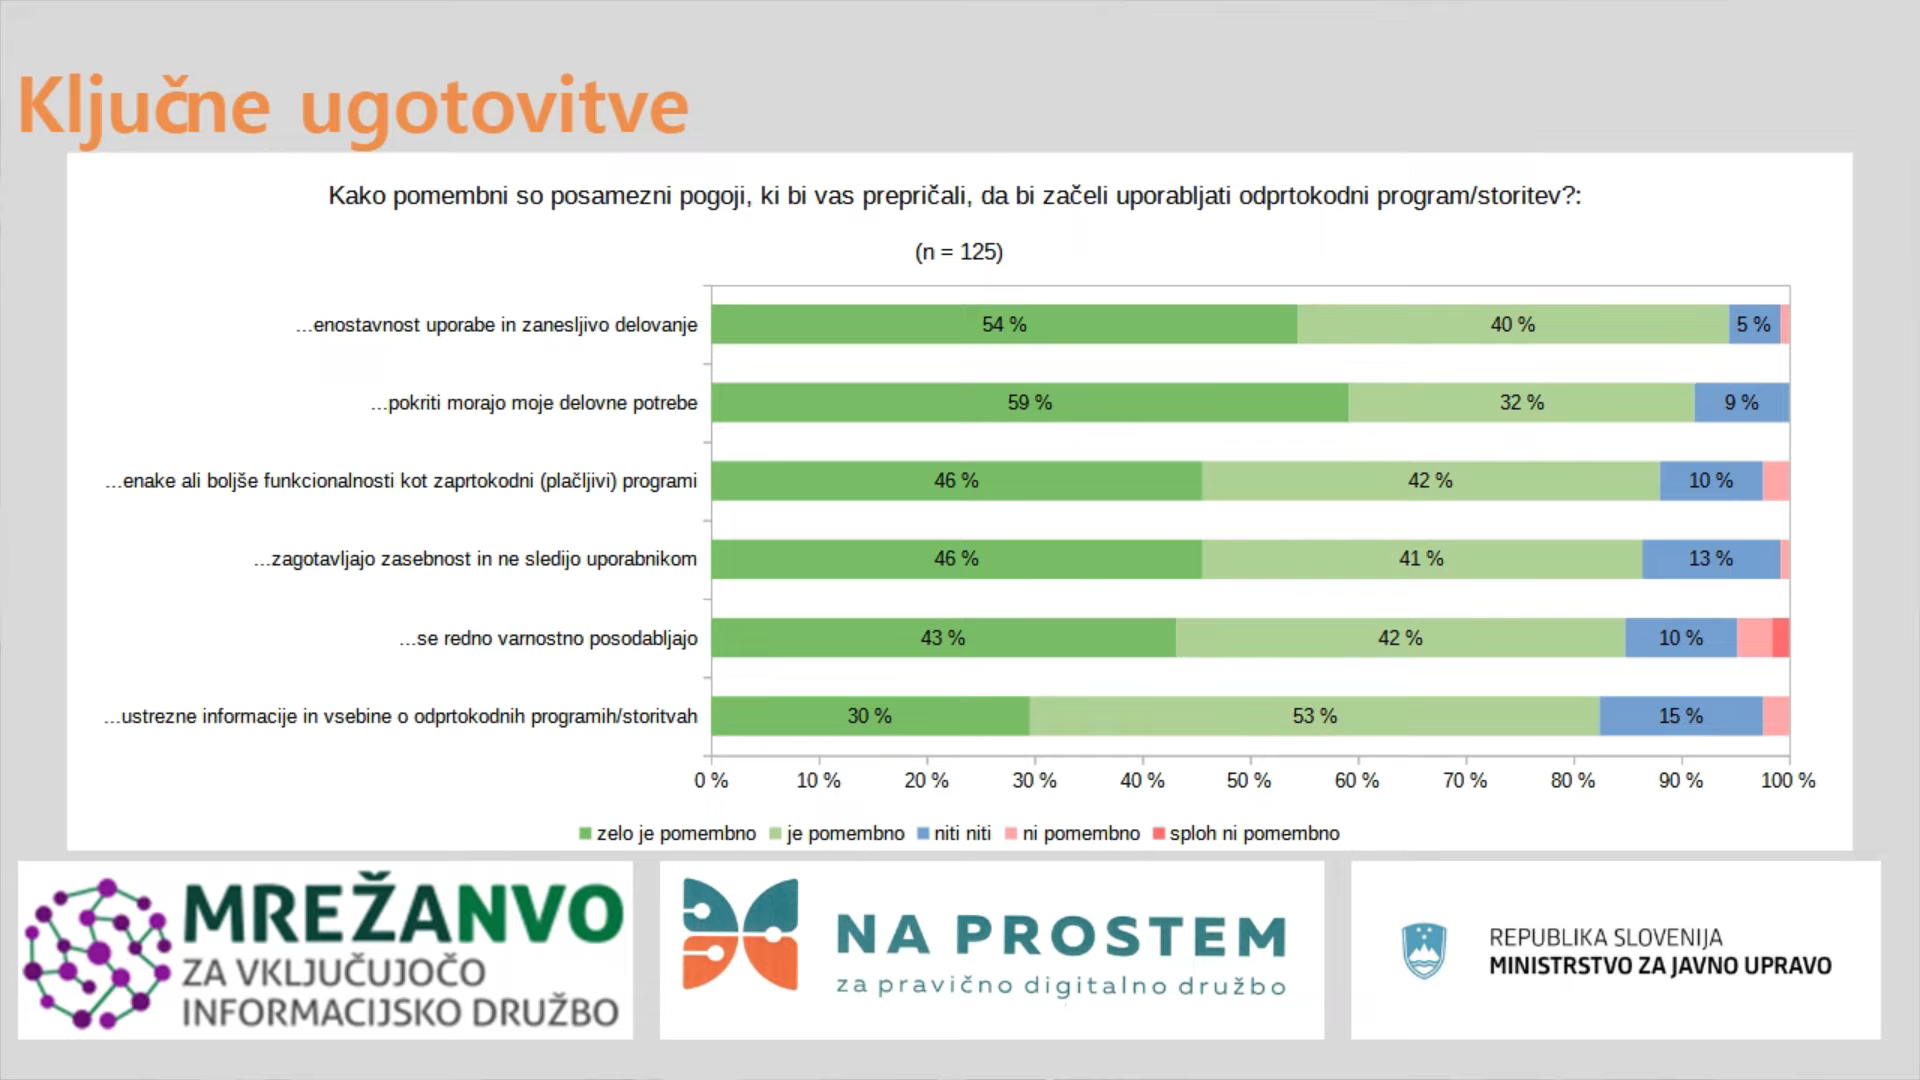 Ključne ugotovitve
Kako pomembni so posamezni pogoji, ki bi vas prepričali, da bi začeli uporabljati odprtokodni program/storitev?:
(n = 125)
...enostavnost uporabe in zanesljivo delovanje 54 % 40 % 5 %
...pokriti morajo moje delovne potrebe 59 % 32 % 9 %
...enake ali boljše funkcionalnosti kot zaprtokodni (plačljivi) programi 46 % 42 % 10 %
...zagotavljajo zasebnost in ne sledijo uporabnikom 46 % 41 % 13 %
...se redno varnostno posodabljajo 43 % 42 % 10 %
...ustrezne informacije in vsebine o odprtokodnih programih/storitvah 30 % 53 % 15 %
0 % 10 % 20 % 30 % 40 % 50 % 60 % 70 % 80 % 90 % 100 %
zelo je pomembno je pomembno niti niti ni pomembno sploh ni pomembno
MREŽANVO
ZA VKLJUČUJOČO
INFORMACIJSKO DRUŽBO
NA PROSTEM
za pravično digitalno družbo
REPUBLIKA SLOVENIJA
MINISTRSTVO ZA JAVNO UPRAVO